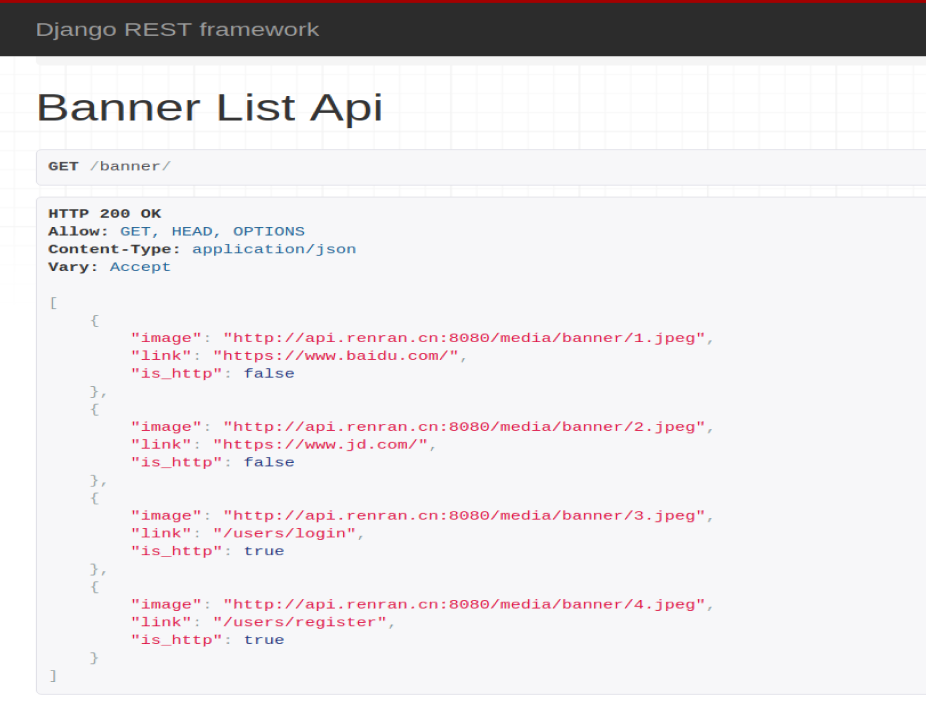 Django REST framework
Banner List Api
GET /banner/
HTTP 200 OK
Allow: GET, HEAD, OPTIONS
Content-Type: application/json
Vary: Accept
[
    {
        "image": "http://api.renran.cn:8080/media/banner/1.jpeg",
        "link": "https://www.baidu.com/",
        "is_http": false
    },
    {
        "image": "http://api.renran.cn:8080/media/banner/2.jpeg",
        "link": "https://www.jd.com/",
        "is_http": false
    },
    {
        "image": "http://api.renran.cn:8080/media/banner/3.jpeg",
        "link": "/users/login",
        "is_http": true
    },
    {
        "image": "http://api.renran.cn:8080/media/banner/4.jpeg",
        "link": "/users/register",
        "is_http": true
    }
]